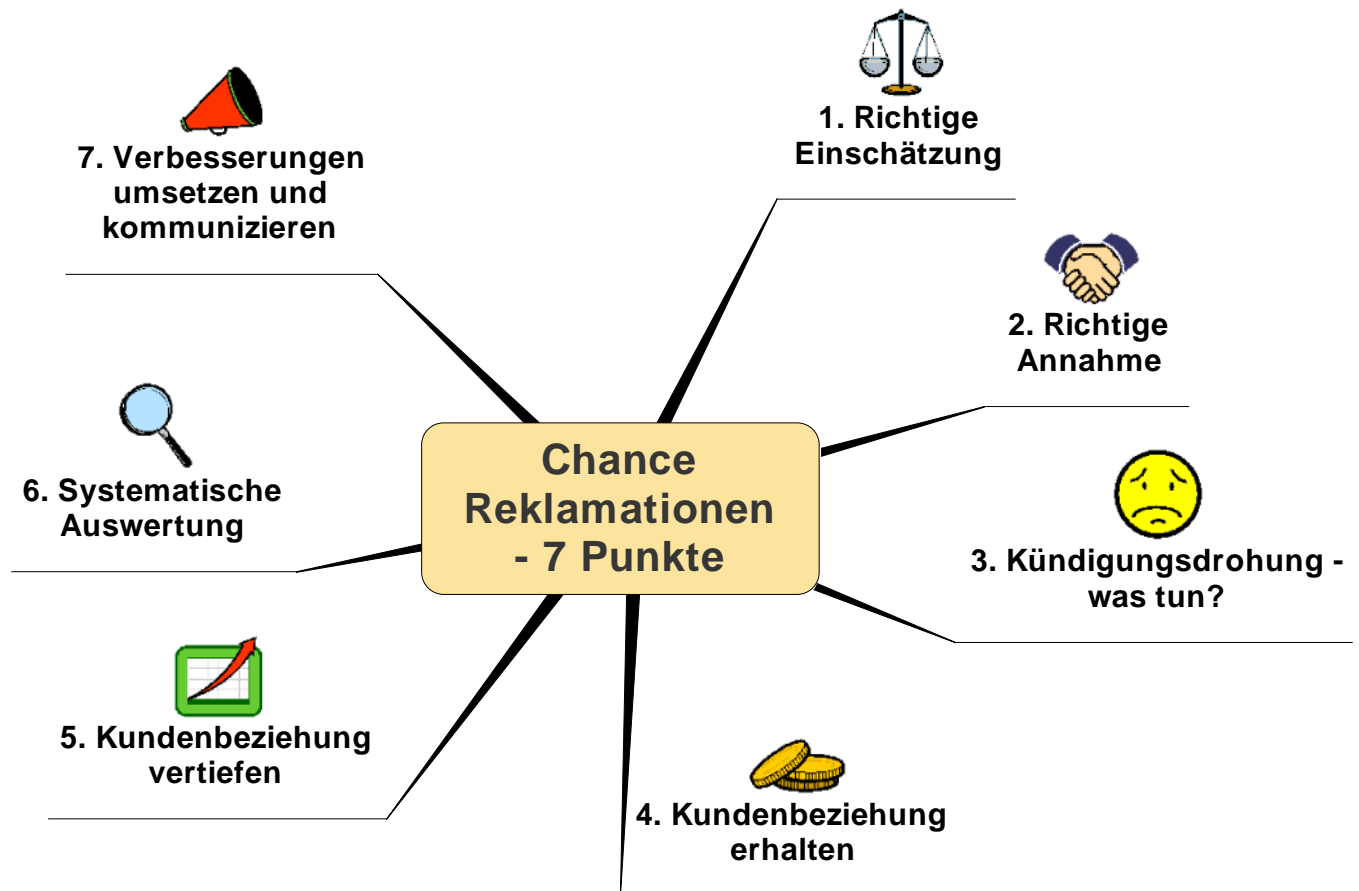 Chance
Reklamationen
- 7 Punkte
1. Richtige
Einschätzung
2. Richtige
Annahme
3. Kündigungsdrohung -
was tun?
4. Kundenbeziehung
erhalten
5. Kundenbeziehung
vertiefen
6. Systematische
Auswertung
7. Verbesserungen
umsetzen und
kommunizieren